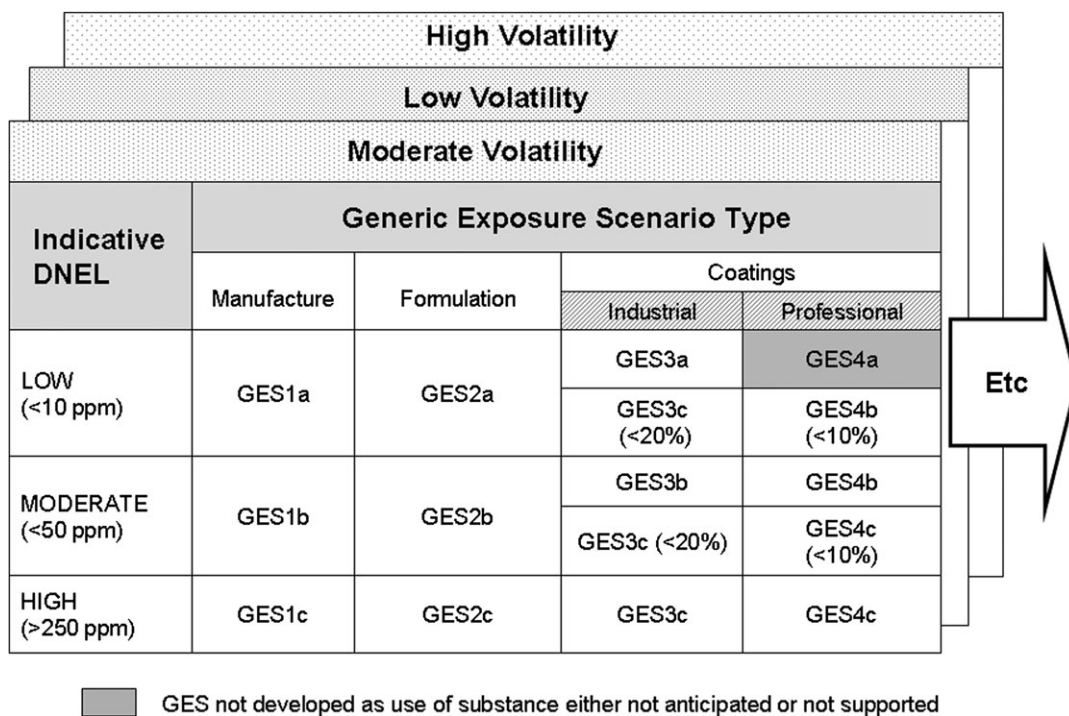 High Volatility
Low Volatility
Moderate Volatility
Indicative
DNEL
Generic Exposure Scenario Type
Manufacture
Formulation
Coatings
Industrial
Professional
LOW
(<10 ppm)
GES1a
GES2a
GES3a
GES4a
GES3c
(<20%)
GES4b
(<10%)
MODERATE
(<50 ppm)
GES1b
GES2b
GES3b
GES4b
GES3c (<20%)
GES4c
(<10%)
HIGH
(>250 ppm)
GES1c
GES2c
GES3c
GES4c
Etc
GES not developed as use of substance either not anticipated or not supported